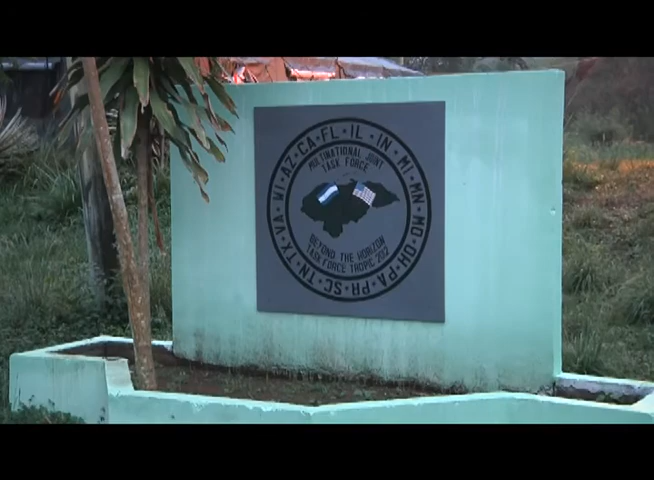 WI·AZ·CA·FL·IL·IN·MI·MN·MO·OH·PA·PR·SC·TN·TX·VA·
MULTINATIONAL JOINT
TASK FORCE
BEYOND THE HORIZON
TASK FORCE TROPIC 2012